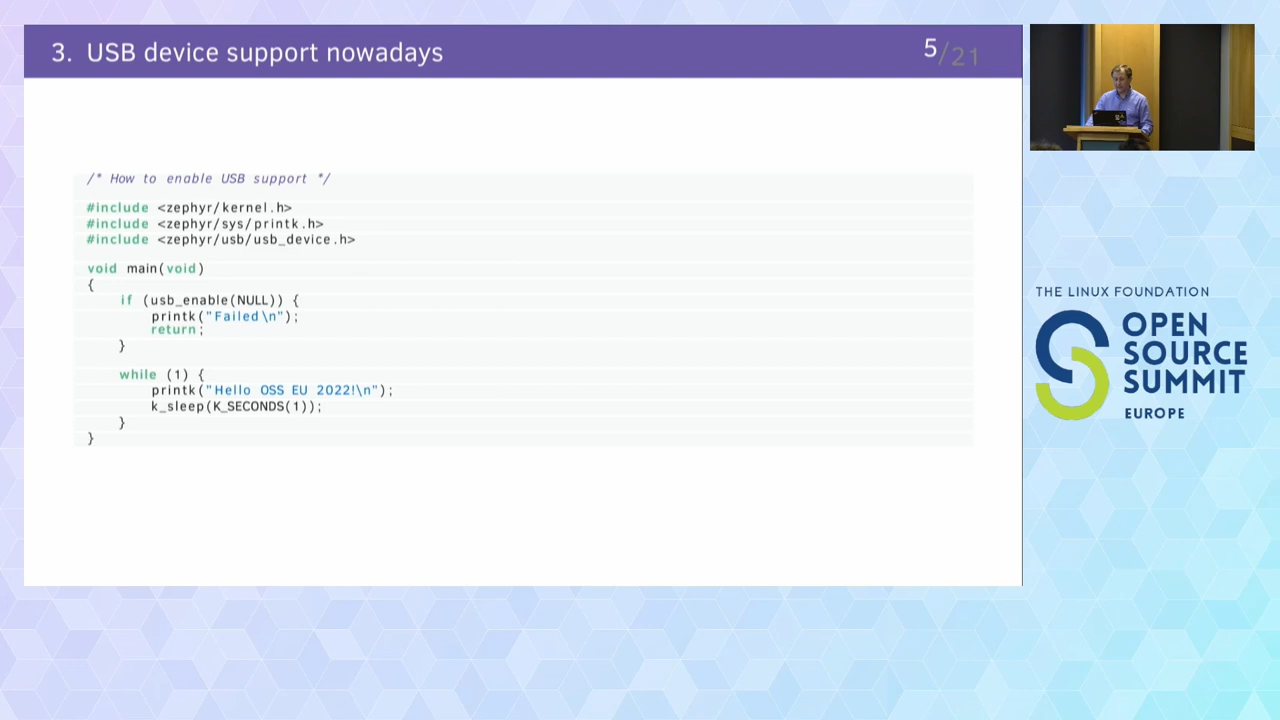 3. USB device support nowadays
5/21
/* How to enable USB support */
#include <zephyr/kernel.h>
#include <zephyr/sys/printk.h>
#include <zephyr/usb/usb_device.h>
void main(void)
{
    if (usb_enable(NULL)) {
        printk("Failed\n");
        return;
    }
    while (1) {
        printk("Hello OSS EU 2022!\n");
        k_sleep(K_SECONDS(1));
    }
}
THE LINUX FOUNDATION
OPEN
SOURCE
SUMMIT
EUROPE